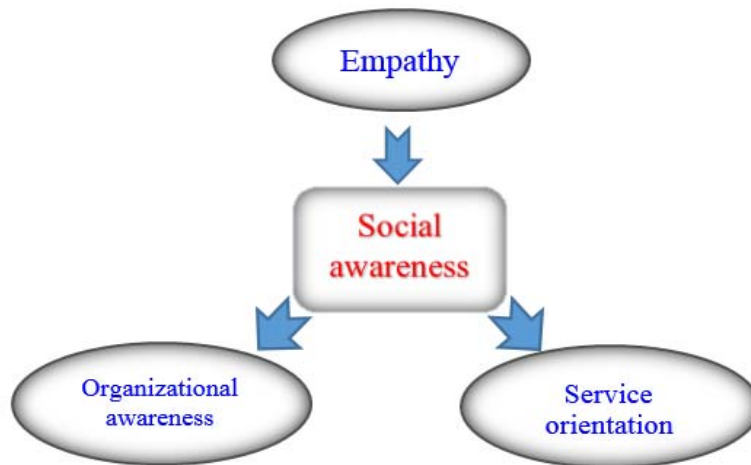 Empathy
Social
awareness
Organizational
awareness
Service
orientation